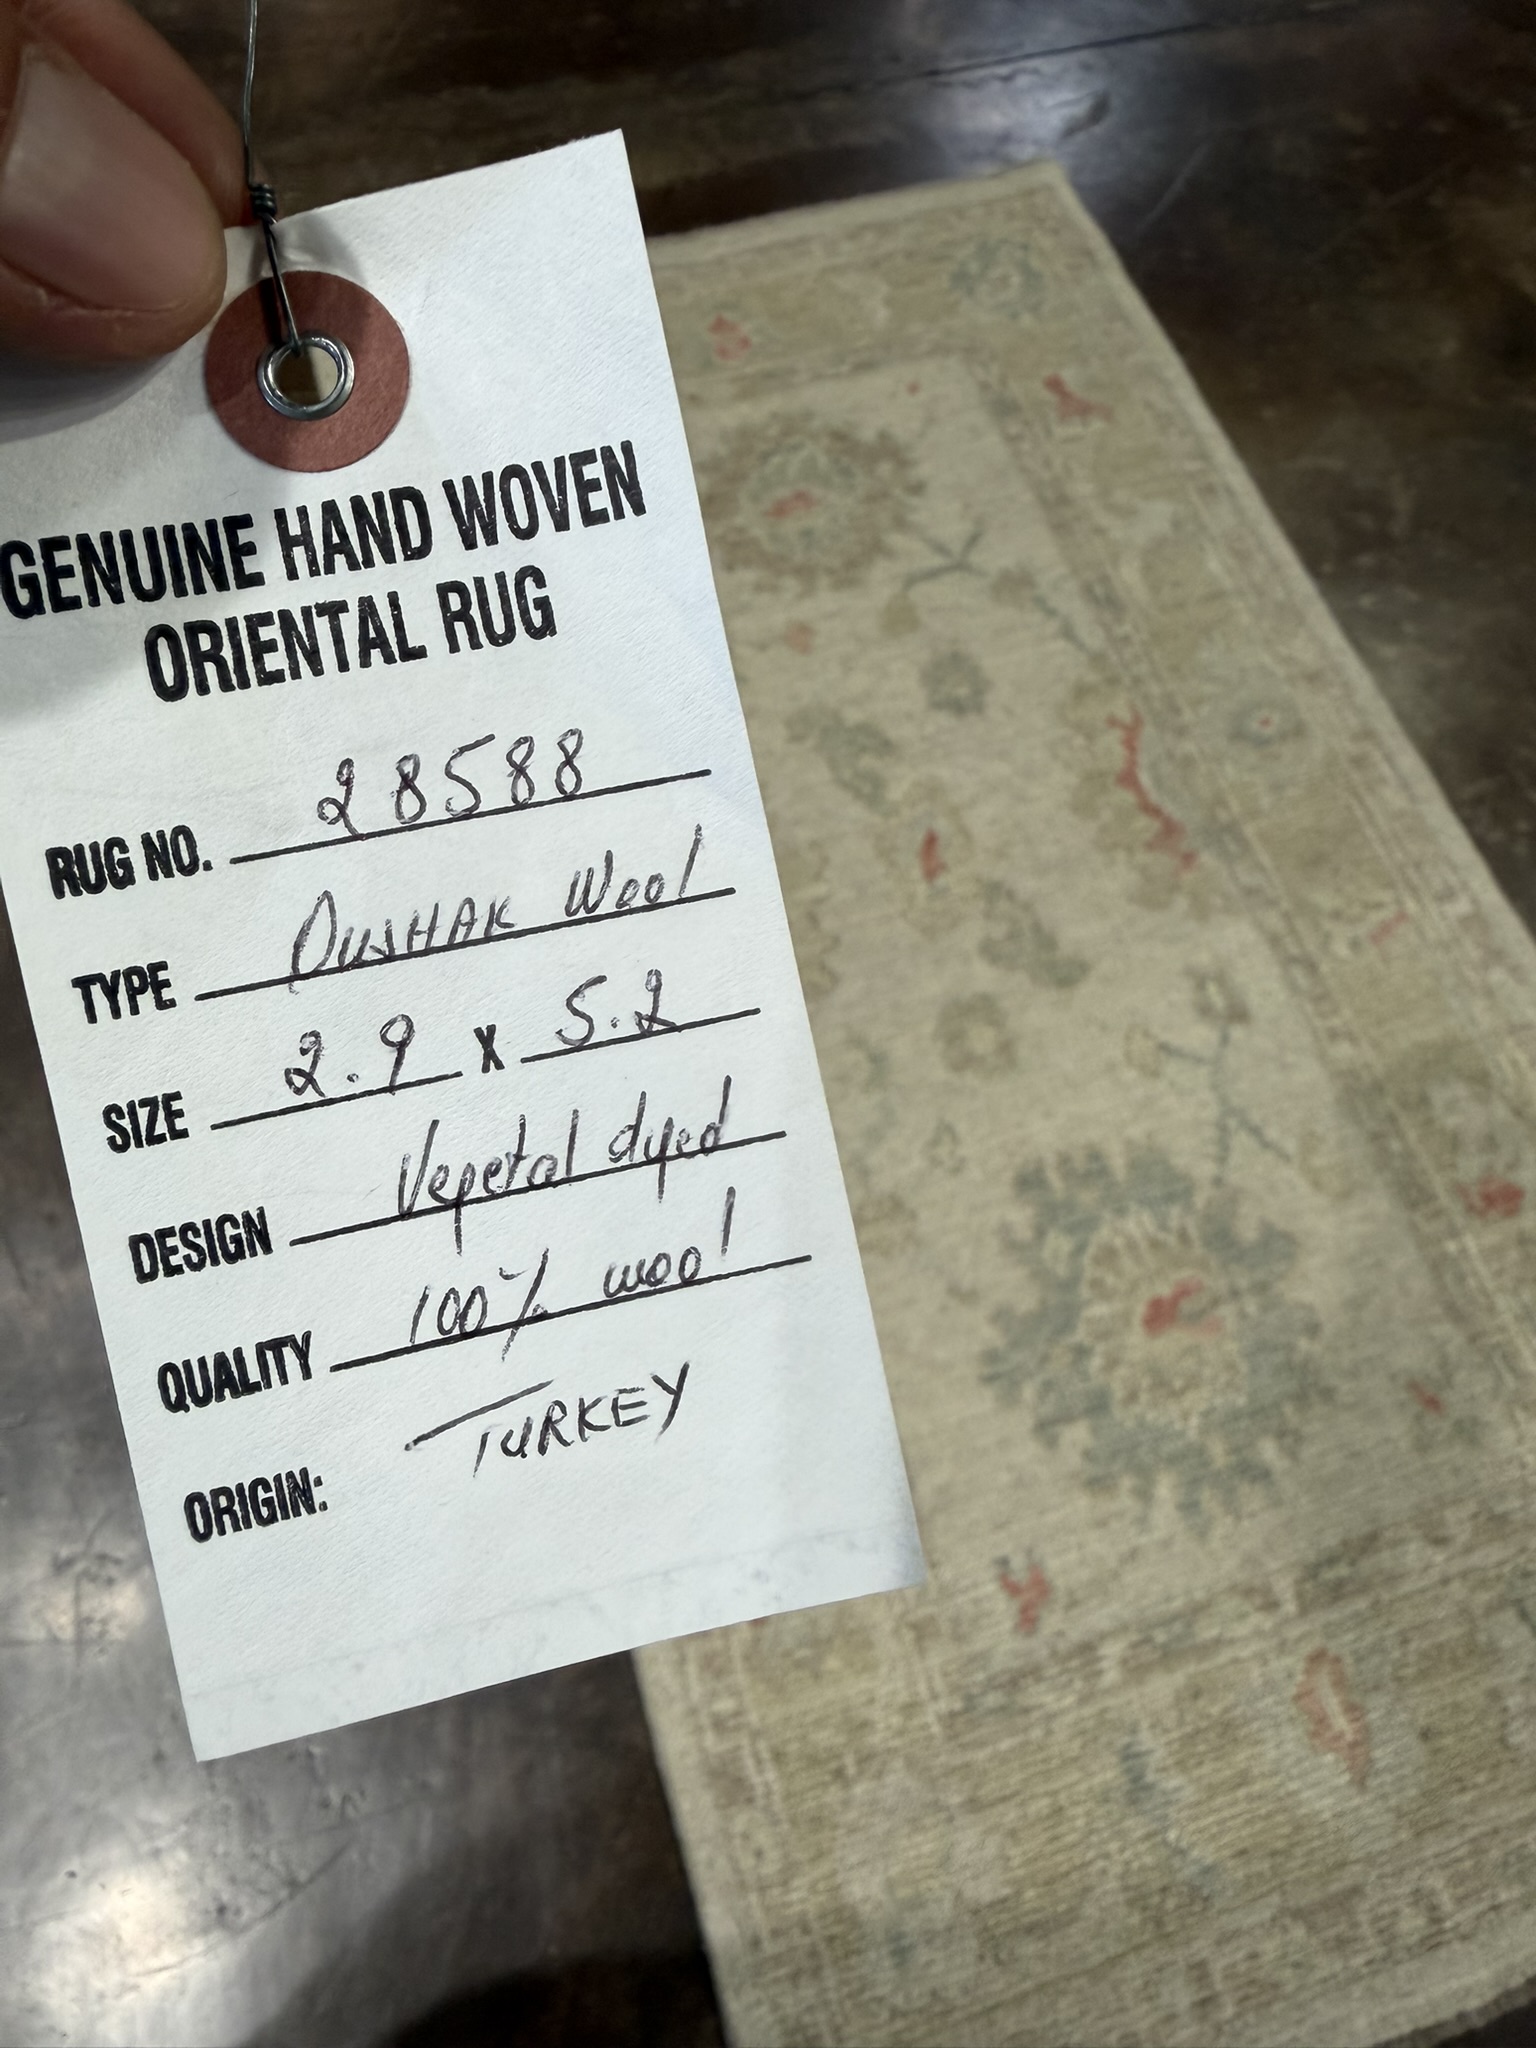 GENUINE HAND WOVEN
ORIENTAL RUG
RUG NO. 28588
TYPE OUSHAK Wool
SIZE 2.9 X 5.2
DESIGN Vegetal dyed
QUALITY 100% wool
ORIGIN: TURKEY